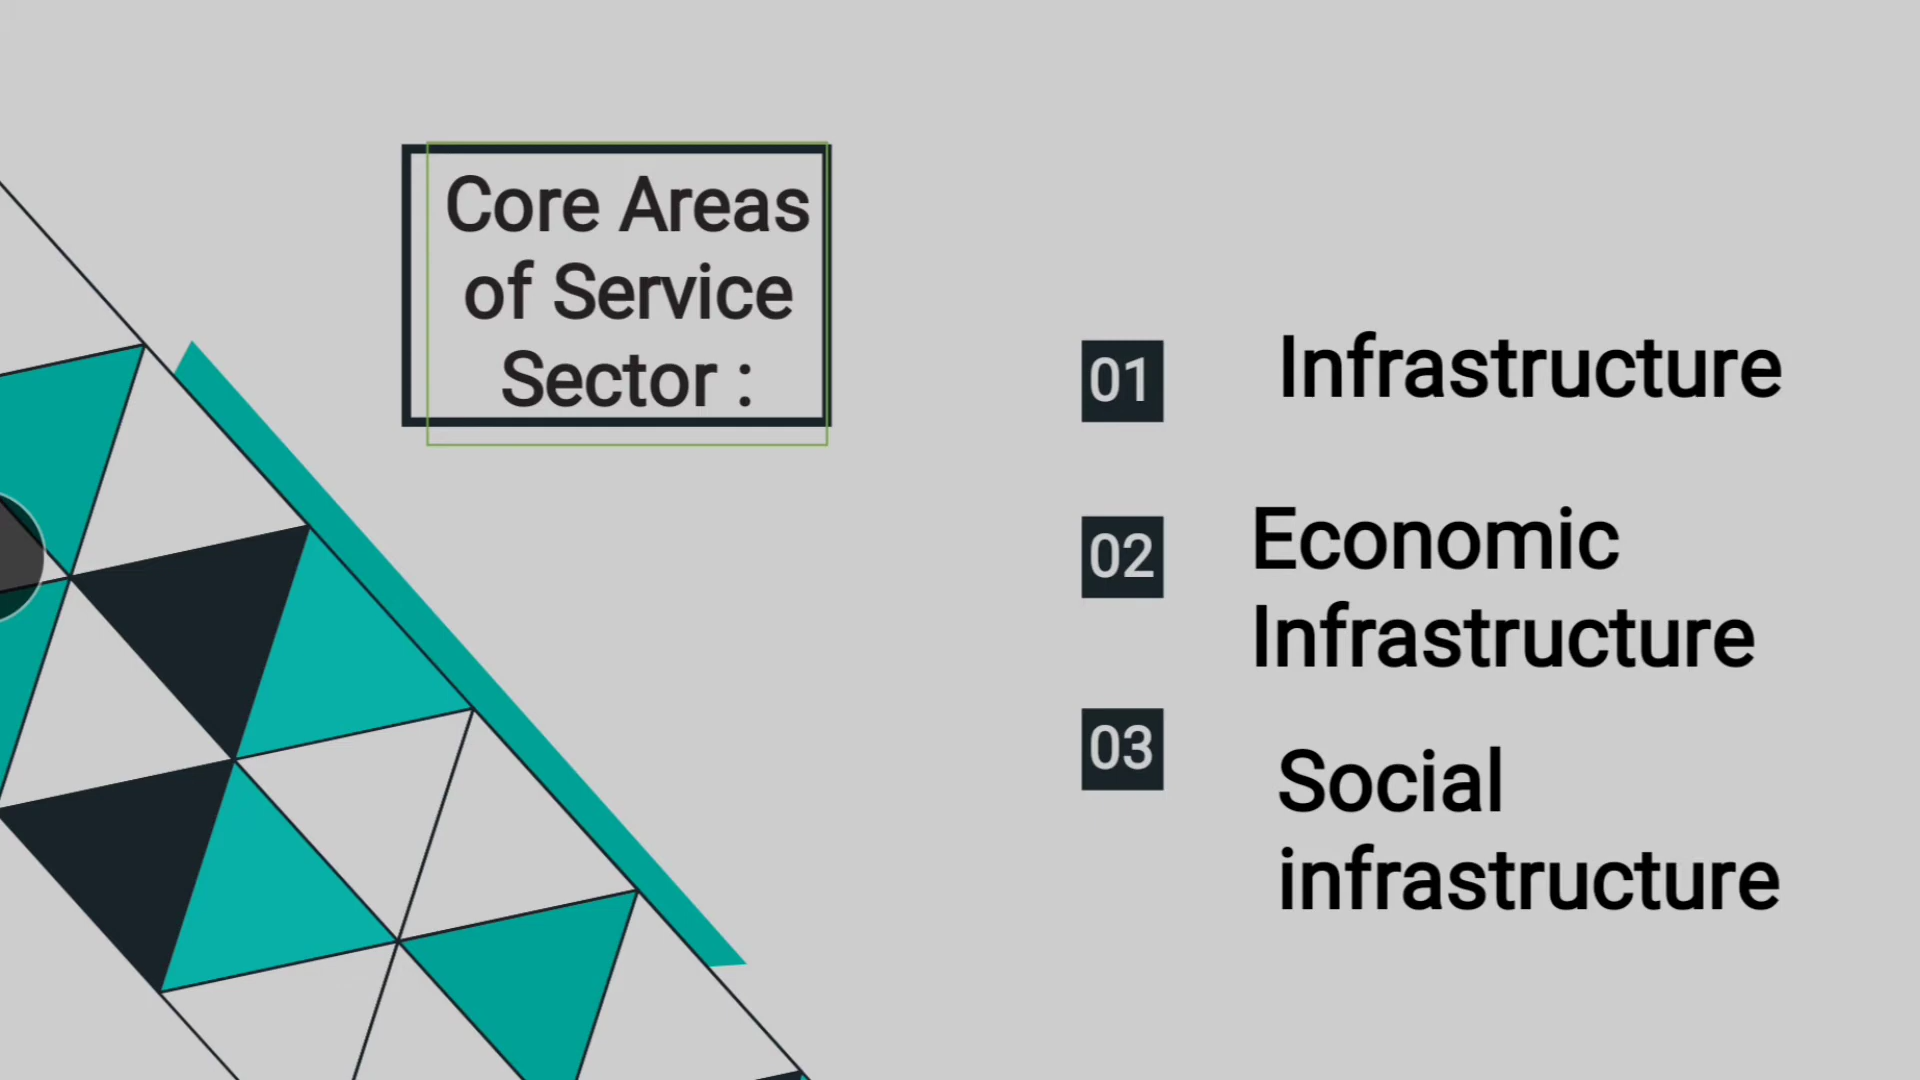 Core Areas
of Service
Sector :
01
Infrastructure
02
Economic
Infrastructure
03
Social
infrastructure